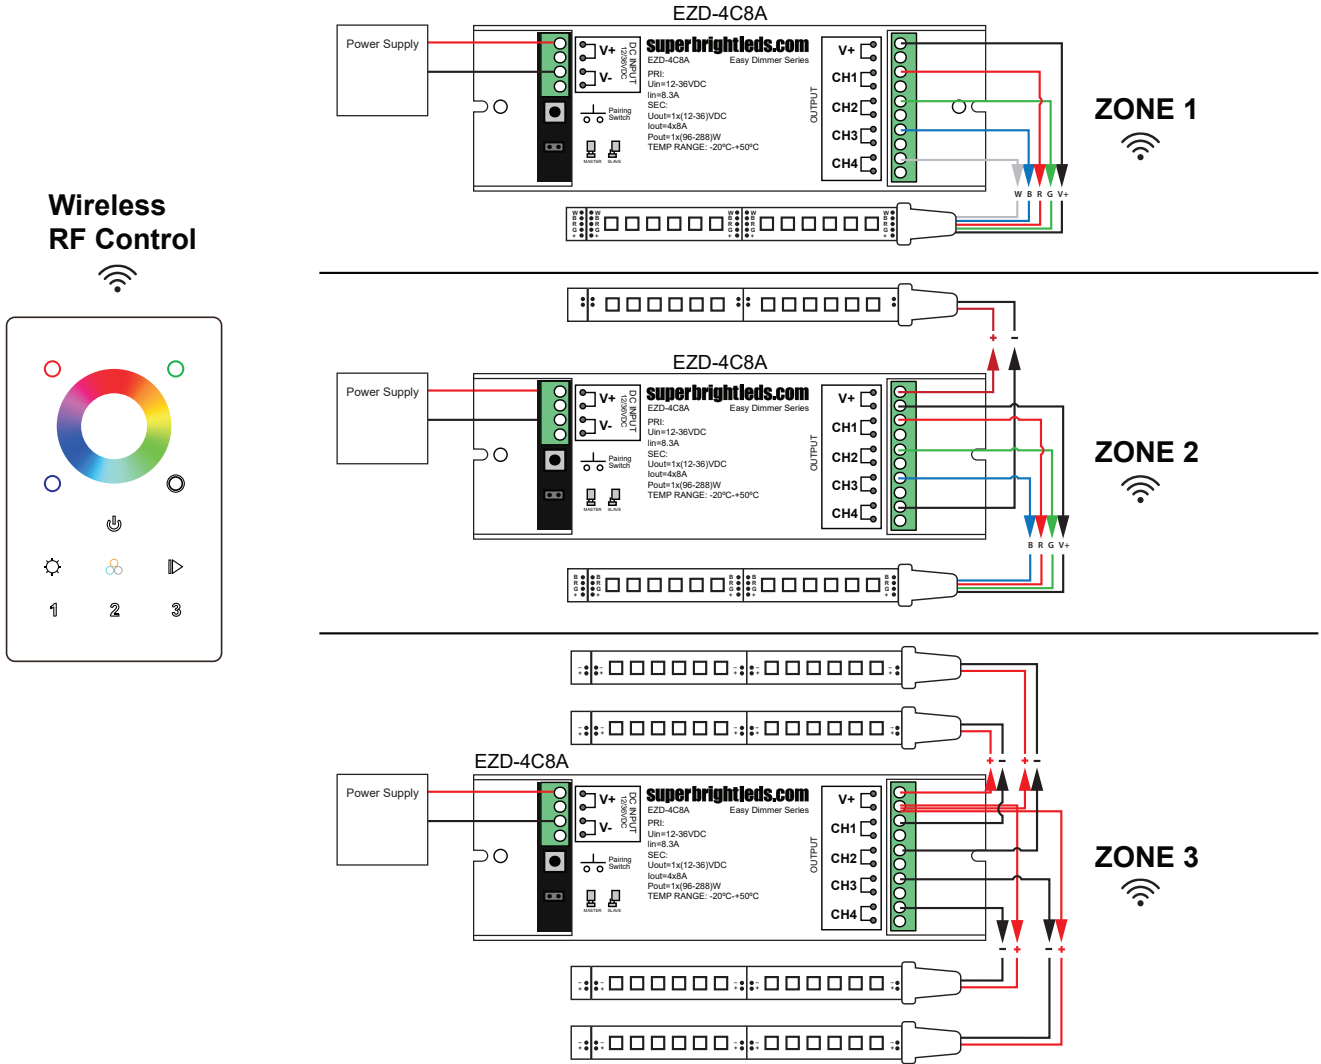 Wireless
RF Control
1 2 3
EZD-4C8A
Power Supply
V+
V-
DC INPUT
12/36VDC
superbrightleds.com
EZD-4C8A Easy Dimmer Series
PRI:
Uin=12-36VDC
Iin=8.3A
SEC:
Uout=1x(12-36)VDC
Iout=4x8A
Pout=1x(96-288)W
TEMP RANGE: -20°C-+50°C
Pairing
Switch
MASTER SLAVE
OUTPUT
V+
CH1
CH2
CH3
CH4
W B R G V+
W
B
R
G
+
W
B
R
G
+
W
B
R
G
+
W
B
R
G
+
W
B
R
G
+
ZONE 1
+ -
EZD-4C8A
Power Supply
V+
V-
DC INPUT
12/36VDC
superbrightleds.com
EZD-4C8A Easy Dimmer Series
PRI:
Uin=12-36VDC
Iin=8.3A
SEC:
Uout=1x(12-36)VDC
Iout=4x8A
Pout=1x(96-288)W
TEMP RANGE: -20°C-+50°C
Pairing
Switch
MASTER SLAVE
OUTPUT
V+
CH1
CH2
CH3
CH4
B R G V+
B
R
G
+
B
R
G
+
B
R
G
+
B
R
G
+
B
R
G
+
ZONE 2
+ - + -
EZD-4C8A
Power Supply
V+
V-
DC INPUT
12/36VDC
superbrightleds.com
EZD-4C8A Easy Dimmer Series
PRI:
Uin=12-36VDC
Iin=8.3A
SEC:
Uout=1x(12-36)VDC
Iout=4x8A
Pout=1x(96-288)W
TEMP RANGE: -20°C-+50°C
Pairing
Switch
MASTER SLAVE
OUTPUT
V+
CH1
CH2
CH3
CH4
- + - +
ZONE 3